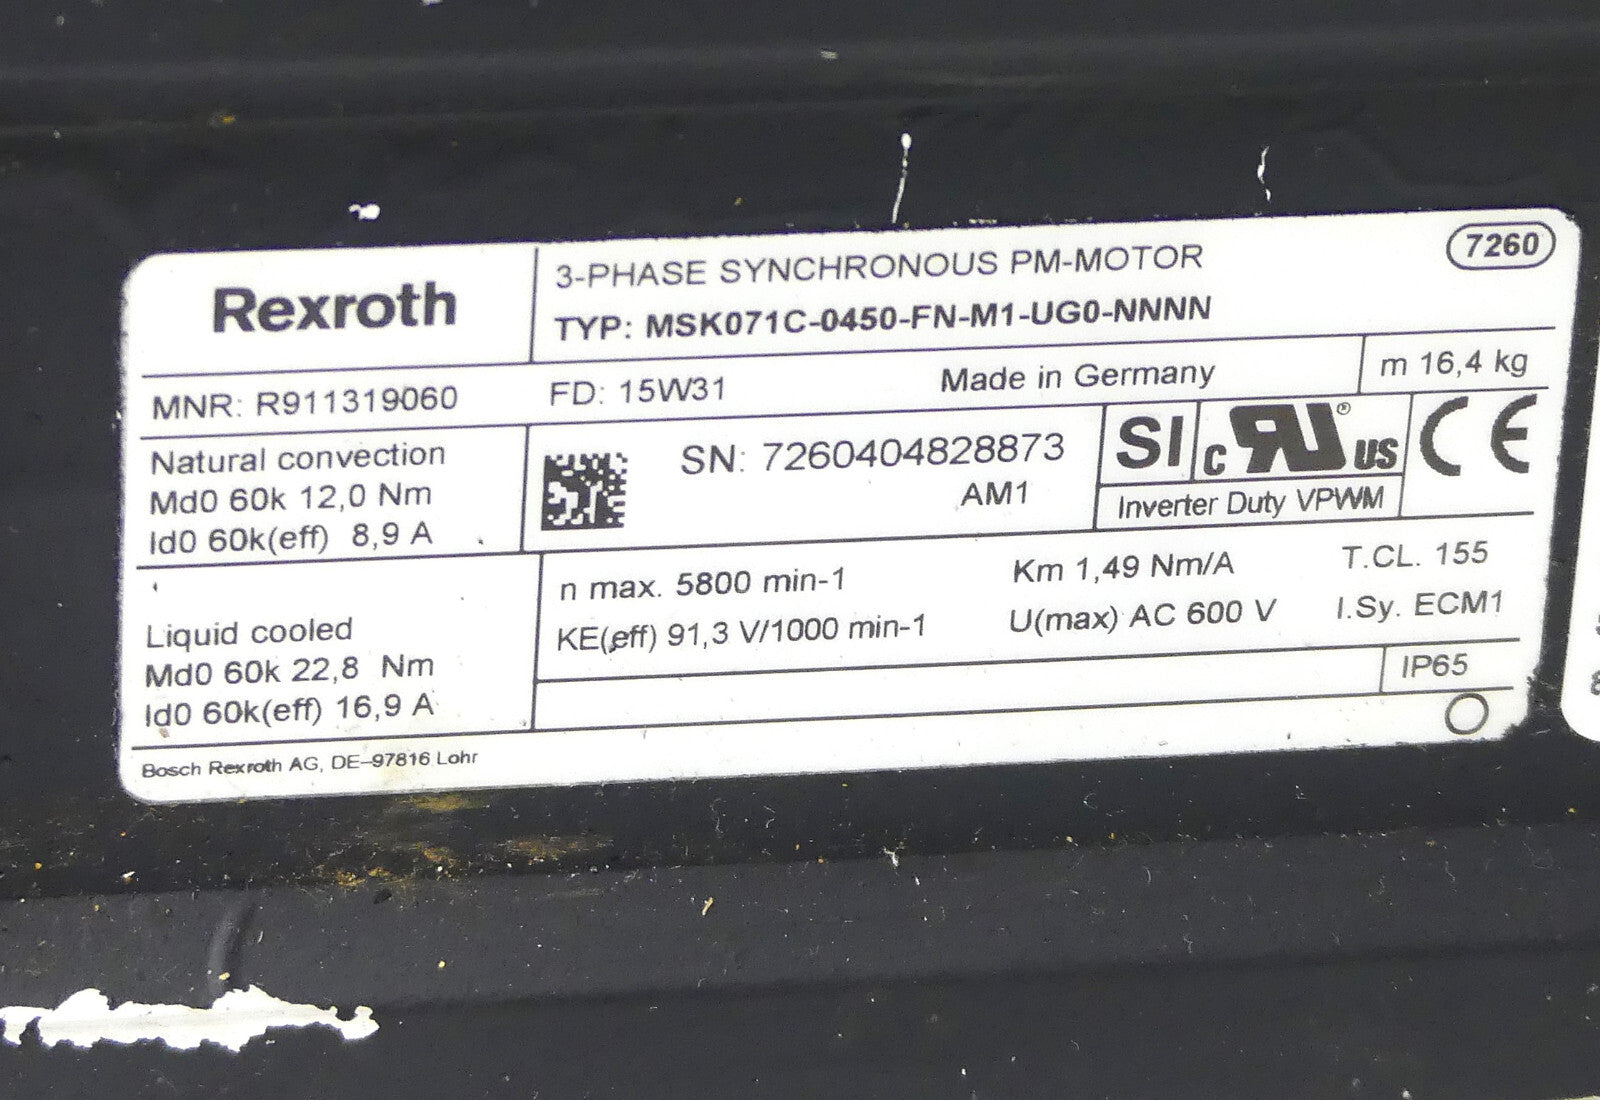 Rexroth
3-PHASE SYNCHRONOUS PM-MOTOR
7260
TYP: MSK071C-0450-FN-M1-UG0-NNNN
MNR: R911319060
FD: 15W31
Made in Germany
m 16,4 kg
Natural convection
Md0 60k 12,0 Nm
Id0 60k(eff) 8,9 A
SN: 7260404828873
AM1
SI
c RU ® US
CE
Inverter Duty VPWM
Liquid cooled
Md0 60k 22,8 Nm
Id0 60k(eff) 16,9 A
n max. 5800 min-1
Km 1,49 Nm/A
T.CL. 155
KE(eff) 91,3 V/1000 min-1
U(max) AC 600 V
I.Sy. ECM1
IP65
Bosch Rexroth AG, DE-97816 Lohr